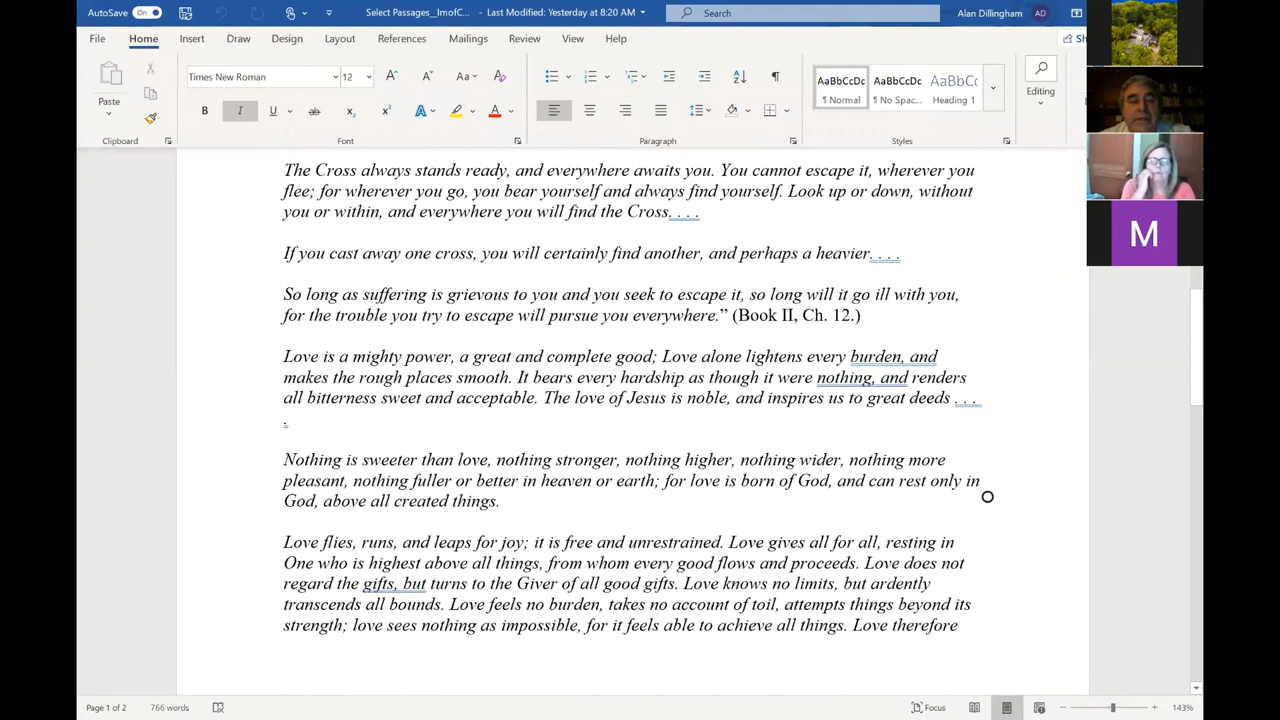 AutoSave On Select Passages_ImofC... - Last Modified: Yesterday at 8:20 AM Search Alan Dillingham AD
File Home Insert Draw Design Layout References Mailings Review View Help Sh
Times New Roman 12 Aa AaBbCcDc AaBbCcDc AaBbCc
Paste B I U ab x₂ x² A A ¶ Normal ¶ No Spac... Heading 1 Editing
Clipboard Font Paragraph Styles
M
The Cross always stands ready, and everywhere awaits you. You cannot escape it, wherever you
flee; for wherever you go, you bear yourself and always find yourself. Look up or down, without
you or within, and everywhere you will find the Cross. . . .
If you cast away one cross, you will certainly find another, and perhaps a heavier. . . .
So long as suffering is grievous to you and you seek to escape it, so long will it go ill with you,
for the trouble you try to escape will pursue you everywhere.” (Book II, Ch. 12.)
Love is a mighty power, a great and complete good; Love alone lightens every burden, and
makes the rough places smooth. It bears every hardship as though it were nothing, and renders
all bitterness sweet and acceptable. The love of Jesus is noble, and inspires us to great deeds . . .
.
Nothing is sweeter than love, nothing stronger, nothing higher, nothing wider, nothing more
pleasant, nothing fuller or better in heaven or earth; for love is born of God, and can rest only in
God, above all created things.
Love flies, runs, and leaps for joy; it is free and unrestrained. Love gives all for all, resting in
One who is highest above all things, from whom every good flows and proceeds. Love does not
regard the gifts, but turns to the Giver of all good gifts. Love knows no limits, but ardently
transcends all bounds. Love feels no burden, takes no account of toil, attempts things beyond its
strength; love sees nothing as impossible, for it feels able to achieve all things. Love therefore
Page 1 of 2 766 words Focus 143%